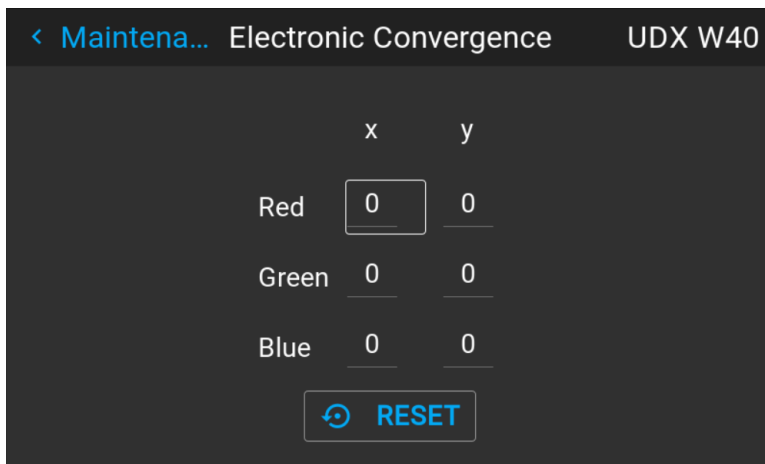 < Maintena... Electronic Convergence UDX W40
x y
Red 0 0
Green 0 0
Blue 0 0
RESET